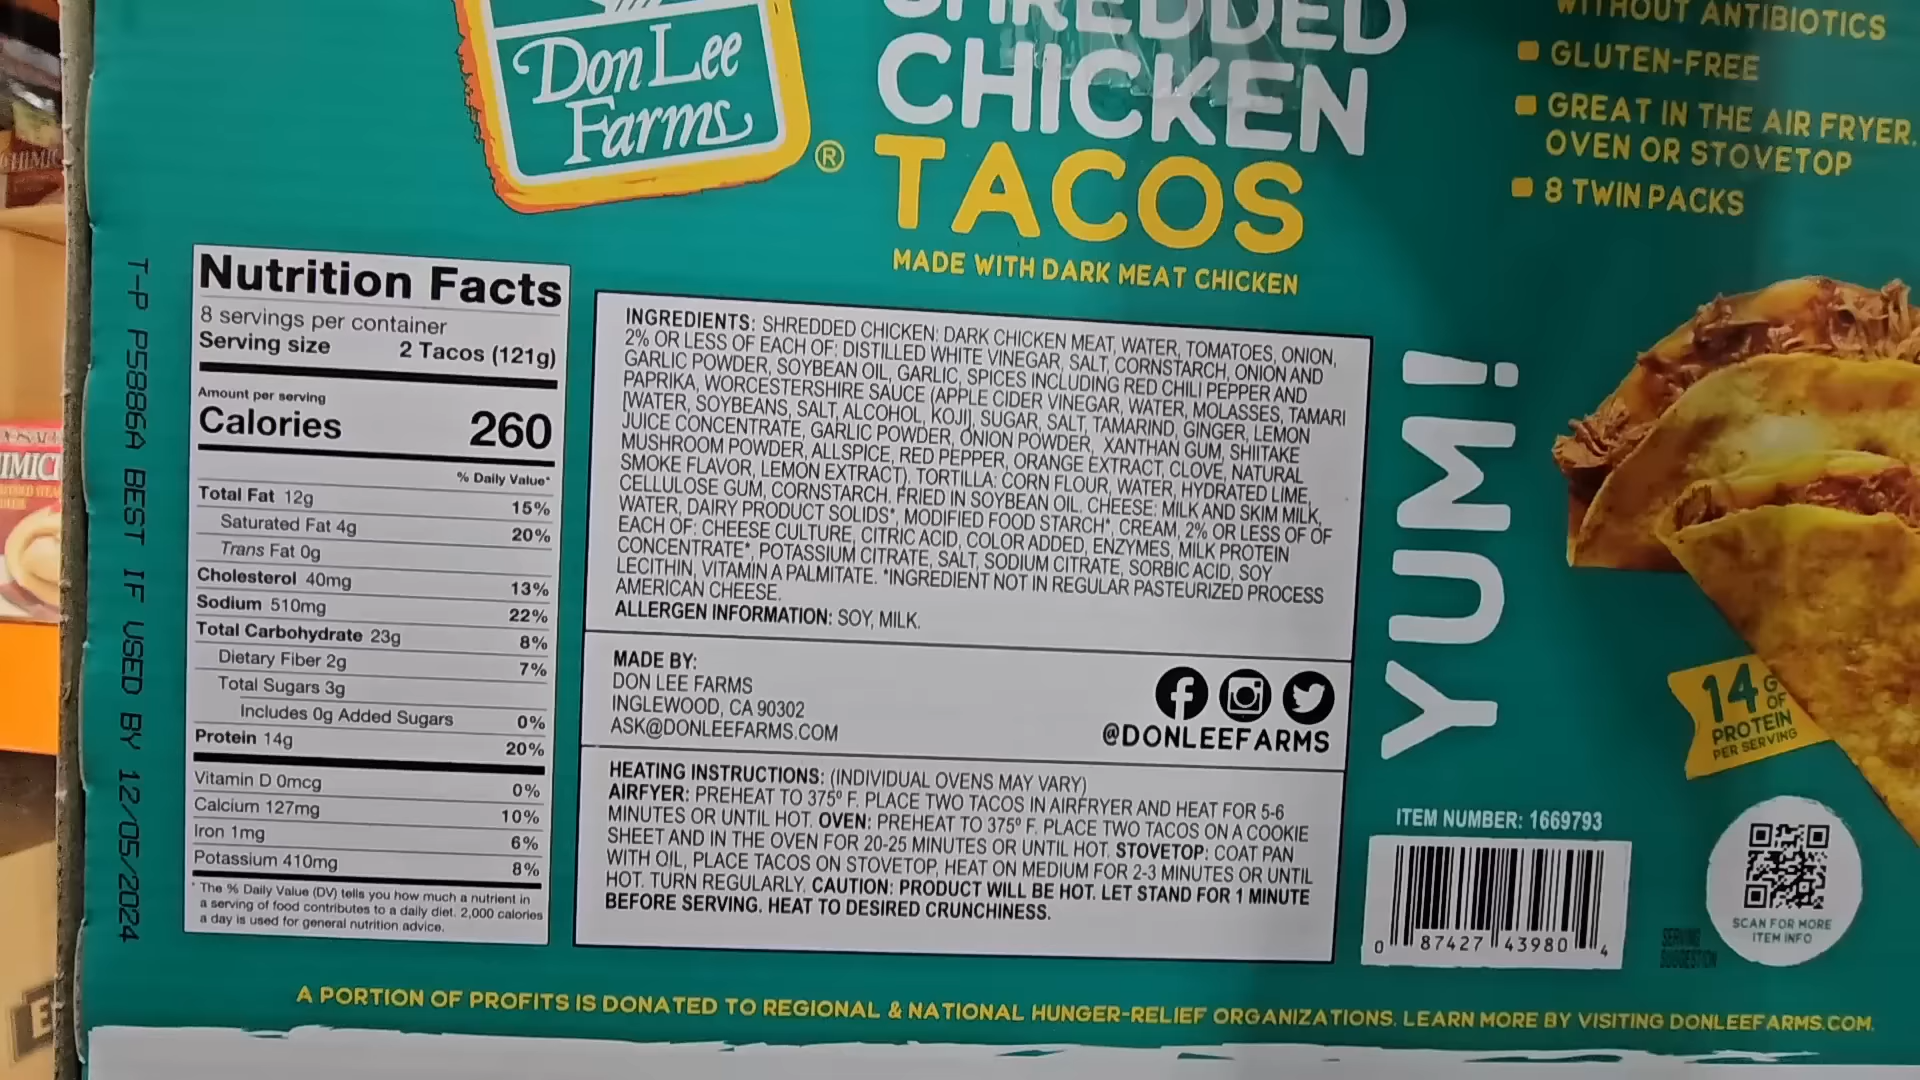 SHREDDED
CHICKEN
TACOS
MADE WITH DARK MEAT CHICKEN
Don Lee
Farms
®
WITHOUT ANTIBIOTICS
GLUTEN-FREE
GREAT IN THE AIR FRYER,
OVEN OR STOVETOP
8 TWIN PACKS
T-P P5886A BEST IF USED BY 12/05/2024
Nutrition Facts
8 servings per container
Serving size 2 Tacos (121g)
Amount per serving
Calories 260
% Daily Value*
Total Fat 12g 15%
Saturated Fat 4g 20%
Trans Fat 0g
Cholesterol 40mg 13%
Sodium 510mg 22%
Total Carbohydrate 23g 8%
Dietary Fiber 2g 7%
Total Sugars 3g
Includes 0g Added Sugars 0%
Protein 14g 20%
Vitamin D 0mcg 0%
Calcium 127mg 10%
Iron 1mg 6%
Potassium 410mg 8%
* The % Daily Value (DV) tells you how much a nutrient in
a serving of food contributes to a daily diet. 2,000 calories
a day is used for general nutrition advice.
INGREDIENTS: SHREDDED CHICKEN: DARK CHICKEN MEAT, WATER, TOMATOES, ONION,
2% OR LESS OF EACH OF: DISTILLED WHITE VINEGAR, SALT, CORNSTARCH, ONION AND
GARLIC POWDER, SOYBEAN OIL, GARLIC, SPICES INCLUDING RED CHILI PEPPER AND
PAPRIKA, WORCESTERSHIRE SAUCE (APPLE CIDER VINEGAR, WATER, MOLASSES, TAMARI
[WATER, SOYBEANS, SALT, ALCOHOL, KOJI], SUGAR, SALT, TAMARIND, GINGER, LEMON
JUICE CONCENTRATE, GARLIC POWDER, ONION POWDER, XANTHAN GUM, SHIITAKE
MUSHROOM POWDER, ALLSPICE, RED PEPPER, ORANGE EXTRACT, CLOVE, NATURAL
SMOKE FLAVOR, LEMON EXTRACT). TORTILLA: CORN FLOUR, WATER, HYDRATED LIME,
CELLULOSE GUM, CORNSTARCH. FRIED IN SOYBEAN OIL. CHEESE: MILK AND SKIM MILK,
WATER, DAIRY PRODUCT SOLIDS*, MODIFIED FOOD STARCH*, CREAM, 2% OR LESS OF OF
EACH OF: CHEESE CULTURE, CITRIC ACID, COLOR ADDED, ENZYMES, MILK PROTEIN
CONCENTRATE*, POTASSIUM CITRATE, SALT, SODIUM CITRATE, SORBIC ACID, SOY
LECITHIN, VITAMIN A PALMITATE. *INGREDIENT NOT IN REGULAR PASTEURIZED PROCESS
AMERICAN CHEESE.
ALLERGEN INFORMATION: SOY, MILK.
MADE BY:
DON LEE FARMS
INGLEWOOD, CA 90302
ASK@DONLEEFARMS.COM
@DONLEEFARMS
HEATING INSTRUCTIONS: (INDIVIDUAL OVENS MAY VARY)
AIRFYER: PREHEAT TO 375º F. PLACE TWO TACOS IN AIRFRYER AND HEAT FOR 5-6
MINUTES OR UNTIL HOT. OVEN: PREHEAT TO 375º F. PLACE TWO TACOS ON A COOKIE
SHEET AND IN THE OVEN FOR 20-25 MINUTES OR UNTIL HOT. STOVETOP: COAT PAN
WITH OIL, PLACE TACOS ON STOVETOP, HEAT ON MEDIUM FOR 2-3 MINUTES OR UNTIL
HOT. TURN REGULARLY. CAUTION: PRODUCT WILL BE HOT. LET STAND FOR 1 MINUTE
BEFORE SERVING. HEAT TO DESIRED CRUNCHINESS.
YUM!
14 G
OF
PROTEIN
PER SERVING
ITEM NUMBER: 1669793
0 87427 43980 4
SERVING
SUGGESTION
SCAN FOR MORE
ITEM INFO
A PORTION OF PROFITS IS DONATED TO REGIONAL & NATIONAL HUNGER-RELIEF ORGANIZATIONS. LEARN MORE BY VISITING DONLEEFARMS.COM.